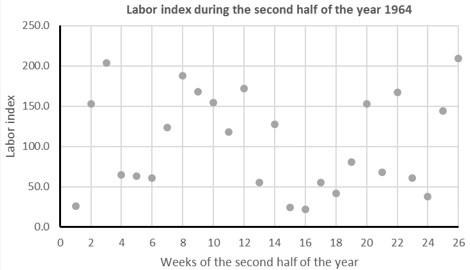 Labor index during the second half of the year 1964
250.0
200.0
150.0
100.0
50.0
0.0
Labor index
0 2 4 6 8 10 12 14 16 18 20 22 24 26
Weeks of the second half of the year